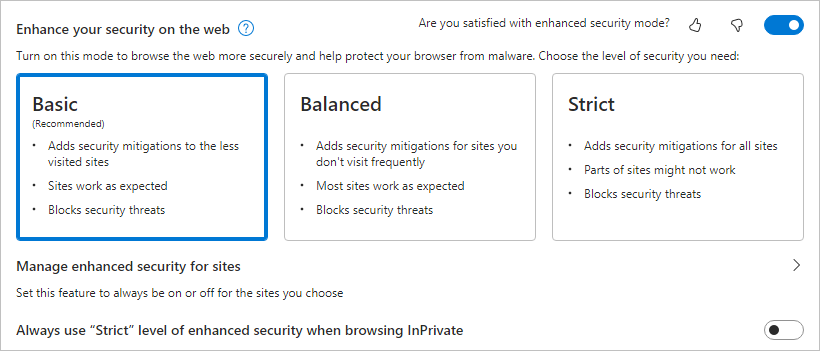 Enhance your security on the web
Are you satisfied with enhanced security mode?
Turn on this mode to browse the web more securely and help protect your browser from malware. Choose the level of security you need:
Basic
(Recommended)
• Adds security mitigations to the less
visited sites
• Sites work as expected
• Blocks security threats
Balanced
• Adds security mitigations for sites you
don't visit frequently
• Most sites work as expected
• Blocks security threats
Strict
• Adds security mitigations for all sites
• Parts of sites might not work
• Blocks security threats
Manage enhanced security for sites
Set this feature to always be on or off for the sites you choose
Always use “Strict” level of enhanced security when browsing InPrivate